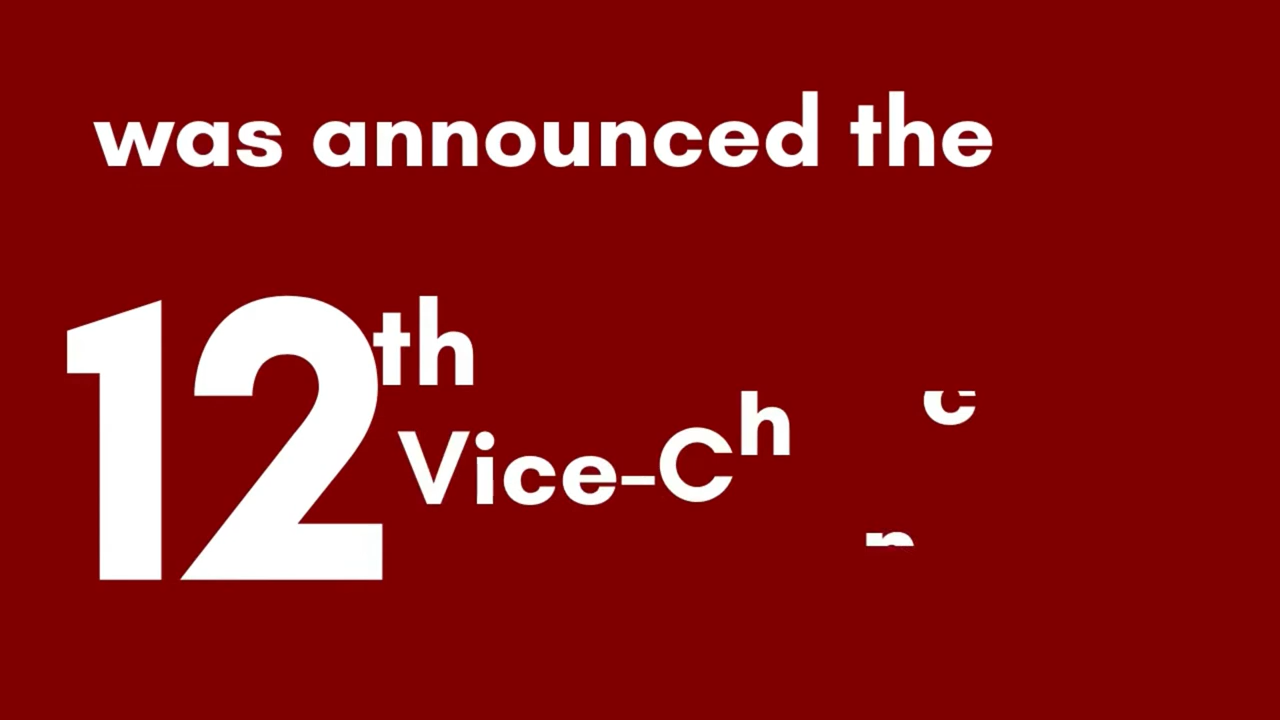 was announced the
12th
Vice-Ch